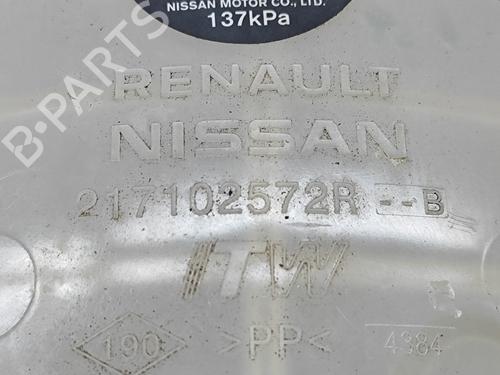 NISSAN MOTOR CO., LTD.
137kPa
RENAULT
NISSAN
217102572R --B
ITW
190 >PP< 4384
B-PARTS